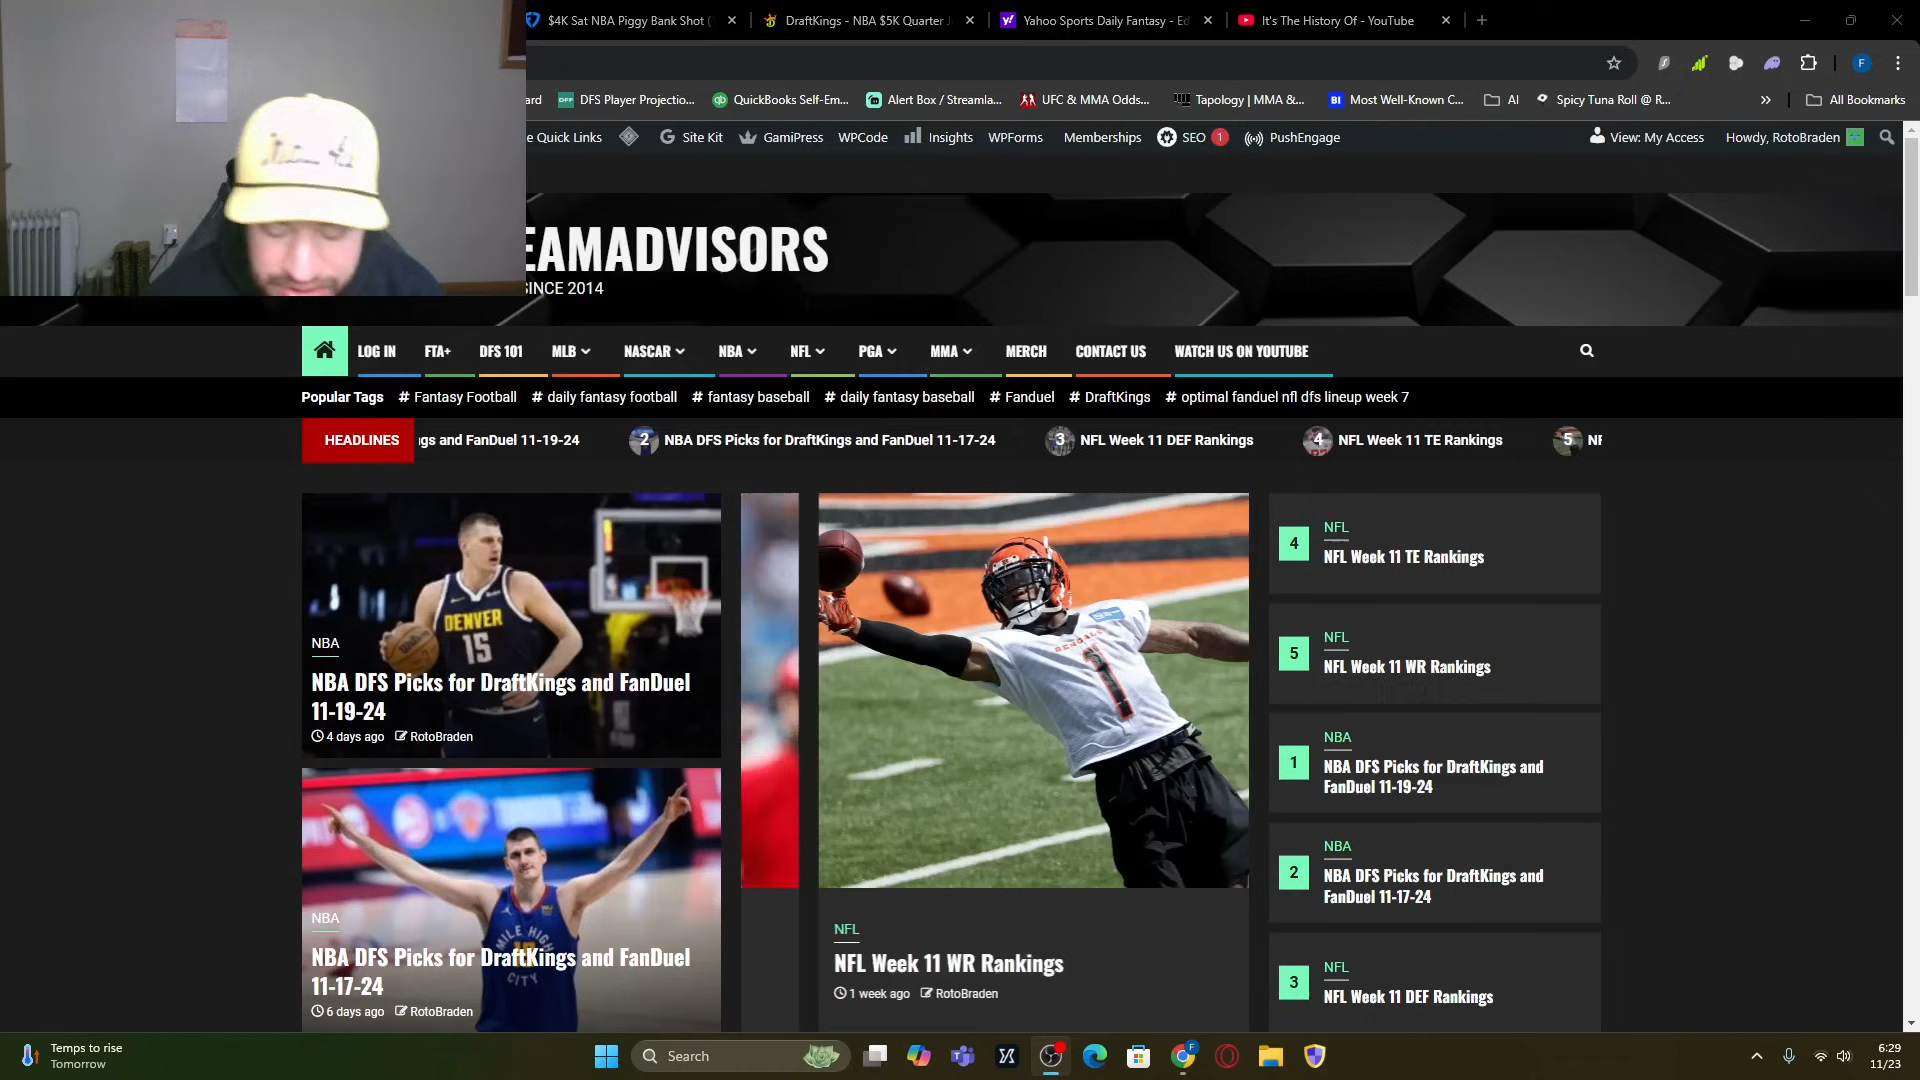 $4K Sat NBA Piggy Bank Shot (
DraftKings - NBA $5K Quarter J
Yahoo Sports Daily Fantasy - Ed
It's The History Of - YouTube
F
ard
DFS Player Projectio...
QuickBooks Self-Em...
Alert Box / Streamla...
UFC & MMA Odds...
Tapology | MMA &...
Most Well-Known C...
AI
Spicy Tuna Roll @ R...
All Bookmarks
e Quick Links
Site Kit
GamiPress
WPCode
Insights
WPForms
Memberships
SEO
1
PushEngage
View: My Access
Howdy, RotoBraden
EAMADVISORS
SINCE 2014
LOG IN
FTA+
DFS 101
MLB
NASCAR
NBA
NFL
PGA
MMA
MERCH
CONTACT US
WATCH US ON YOUTUBE
Popular Tags
# Fantasy Football
# daily fantasy football
# fantasy baseball
# daily fantasy baseball
# Fanduel
# DraftKings
# optimal fanduel nfl dfs lineup week 7
HEADLINES
gs and FanDuel 11-19-24
2
NBA DFS Picks for DraftKings and FanDuel 11-17-24
3
NFL Week 11 DEF Rankings
4
NFL Week 11 TE Rankings
5
NF
DENVER
15
NBA
NBA DFS Picks for DraftKings and FanDuel
11-19-24
4 days ago
RotoBraden
MILE HIGH
CITY
NBA
NBA DFS Picks for DraftKings and FanDuel
11-17-24
6 days ago
RotoBraden
BENGALS
1
NFL
NFL Week 11 WR Rankings
1 week ago
RotoBraden
4
NFL
NFL Week 11 TE Rankings
5
NFL
NFL Week 11 WR Rankings
1
NBA
NBA DFS Picks for DraftKings and
FanDuel 11-19-24
2
NBA
NBA DFS Picks for DraftKings and
FanDuel 11-17-24
3
NFL
NFL Week 11 DEF Rankings
Temps to rise
Tomorrow
Search
6:29
11/23